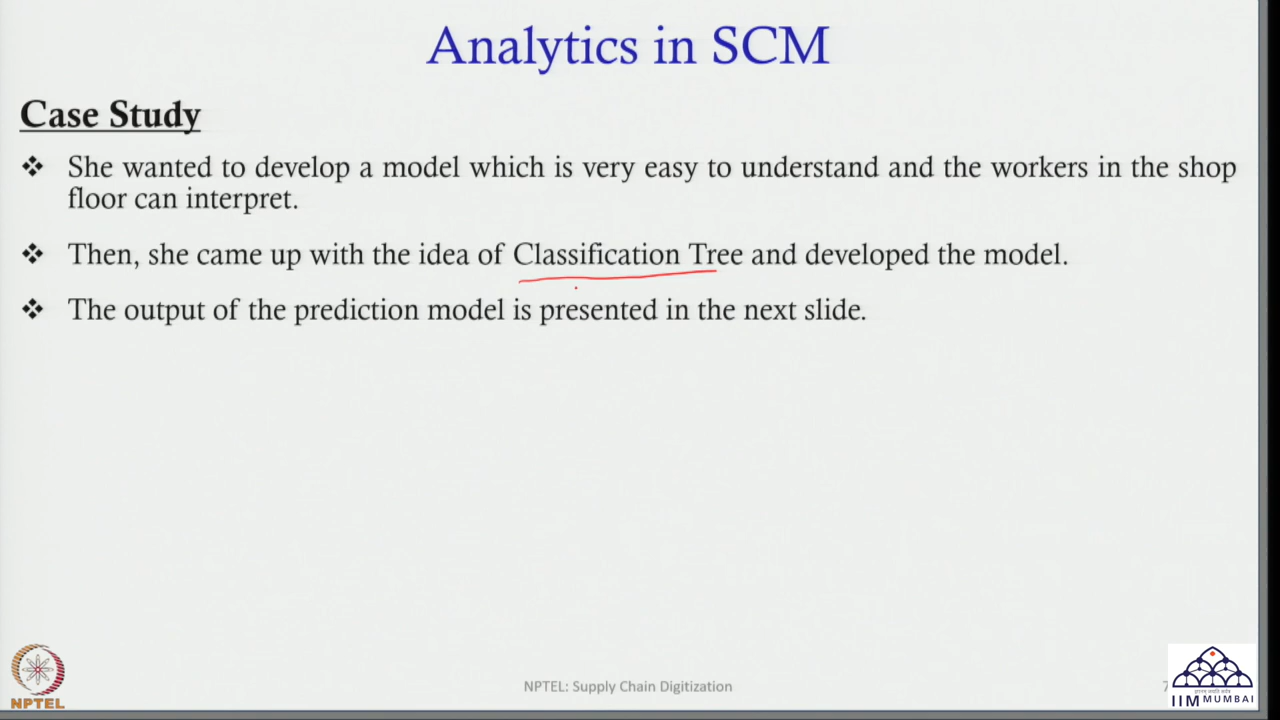 Analytics in SCM
Case Study
❖ She wanted to develop a model which is very easy to understand and the workers in the shop
floor can interpret.
❖ Then, she came up with the idea of Classification Tree and developed the model.
❖ The output of the prediction model is presented in the next slide.
NPTEL
NPTEL: Supply Chain Digitization
7
IIM MUMBAI